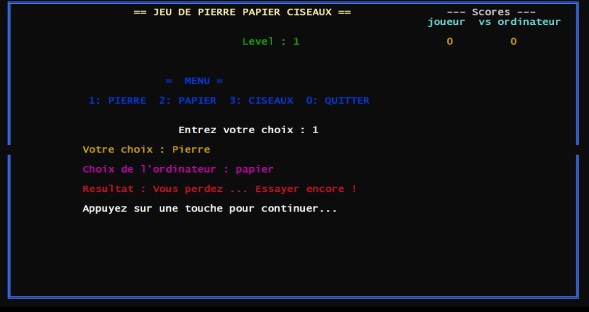 == JEU DE PIERRE PAPIER CISEAUX ==
--- Scores ---
joueur vs ordinateur
Level : 1
0 0
= MENU =
1: PIERRE 2: PAPIER 3: CISEAUX 0: QUITTER
Entrez votre choix : 1
Votre choix : Pierre
Choix de l'ordinateur : papier
Resultat : Vous perdez ... Essayer encore !
Appuyez sur une touche pour continuer...